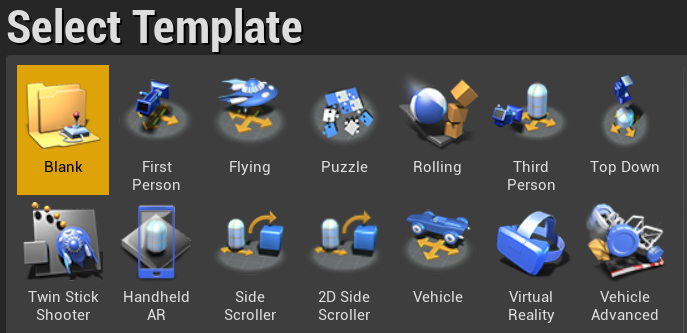 Select Template
Blank
First
Person
Flying
Puzzle
Rolling
Third
Person
Top Down
Twin Stick
Shooter
Handheld
AR
Side
Scroller
2D Side
Scroller
Vehicle
Virtual
Reality
Vehicle
Advanced